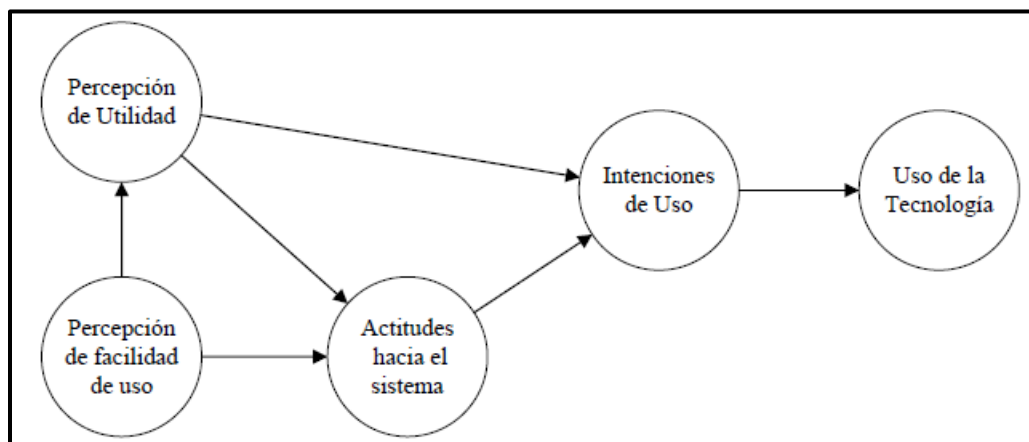 Percepción
de Utilidad
Intenciones
de Uso
Uso de la
Tecnología
Percepción
de facilidad
de uso
Actitudes
hacia el
sistema